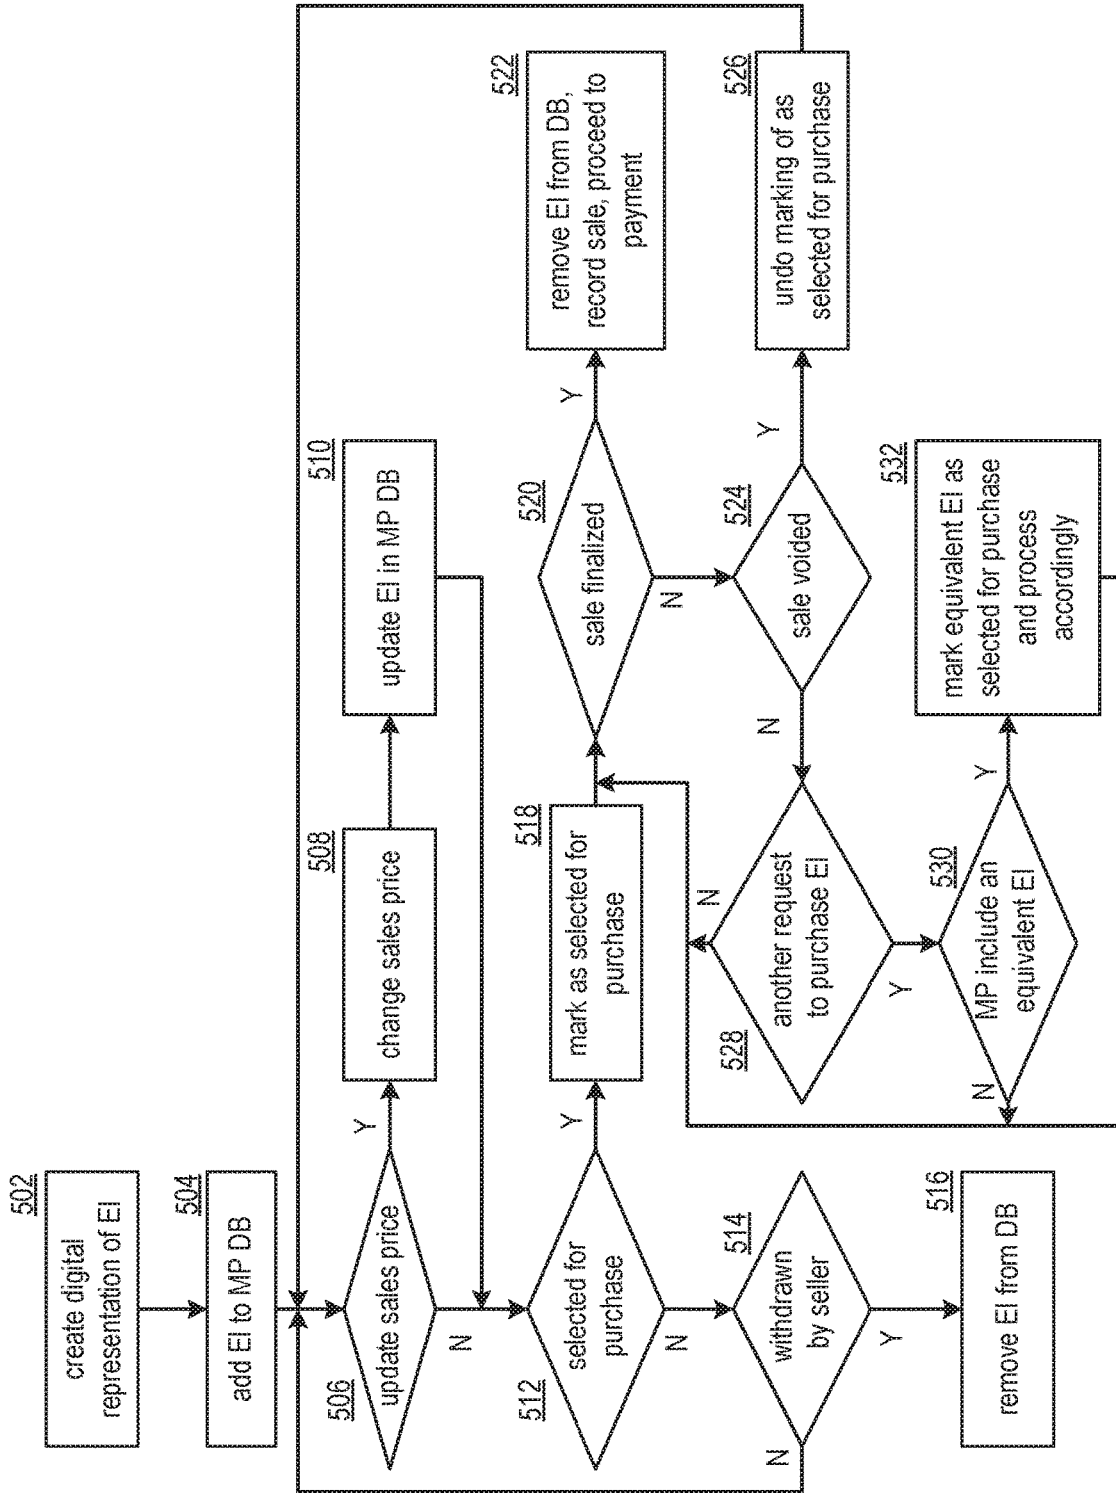 502
create digital
representation of EI
504
add EI to MP DB
506
update sales price
Y
N
508
change sales price
510
update EI in MP DB
512
selected for
purchase
Y
N
514
withdrawn
by seller
N
Y
516
remove EI from DB
518
mark as selected for
purchase
520
sale finalized
Y
N
522
remove EI from DB,
record sale, proceed to
payment
524
sale voided
Y
N
526
undo marking of as
selected for purchase
528
another request
to purchase EI
N
Y
530
MP include an
equivalent EI
N
Y
532
mark equivalent EI as
selected for purchase
and process
accordingly